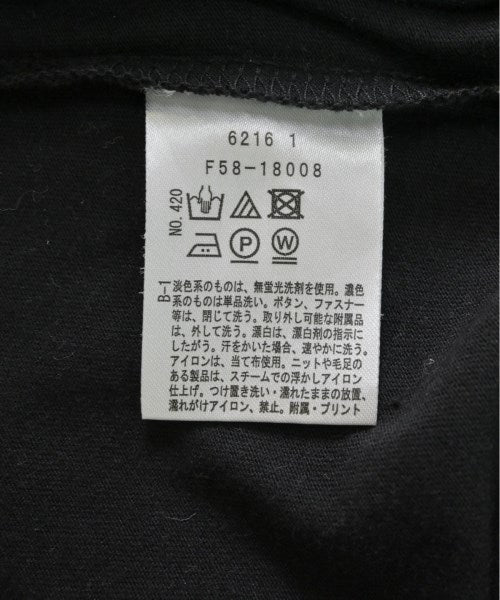 6216 1
F58-18008
NO. 420
P
W
B-1
淡色系のものは、無蛍光洗剤を使用。濃色
系のものは単品洗い。ボタン、ファスナー
等は、閉じて洗う。取り外し可能な附属品
は、外して洗う。漂白は、漂白剤の指示に
したがう。汗をかいた場合、速やかに洗う。
アイロンは、当て布使用。ニットや毛足の
ある製品は、スチームでの浮かしアイロン
仕上げ。つけ置き洗い・濡れたままの放置、
濡れがけアイロン、禁止。附属・プリント